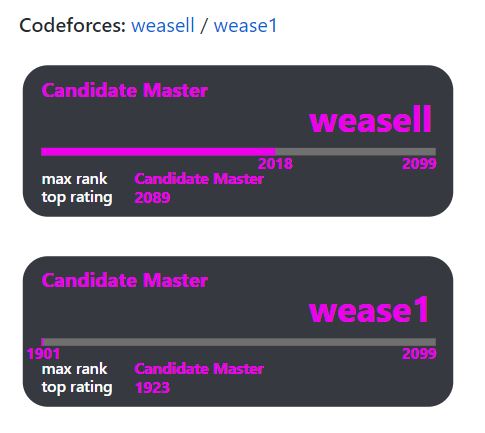 Codeforces: weasell / wease1
Candidate Master
weasell
2018 2099
max rank Candidate Master
top rating 2089
Candidate Master
wease1
1901 2099
max rank Candidate Master
top rating 1923